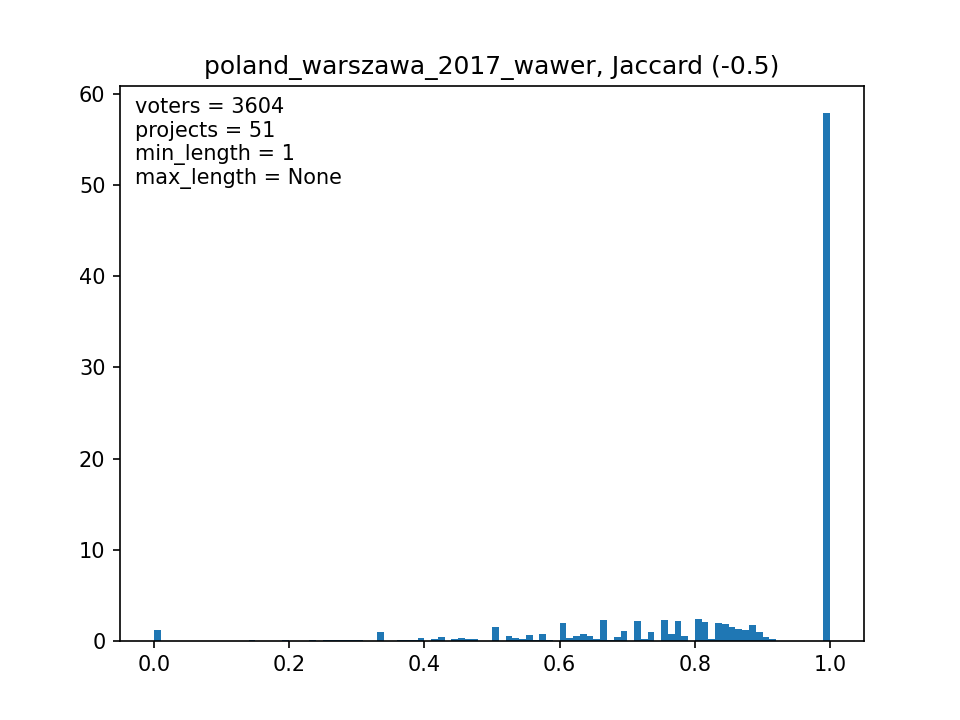 poland_warszawa_2017_wawer, Jaccard (-0.5)
60
voters = 3604
projects = 51
min_length = 1
max_length = None
50
40
30
20
10
0
0.0 0.2 0.4 0.6 0.8 1.0